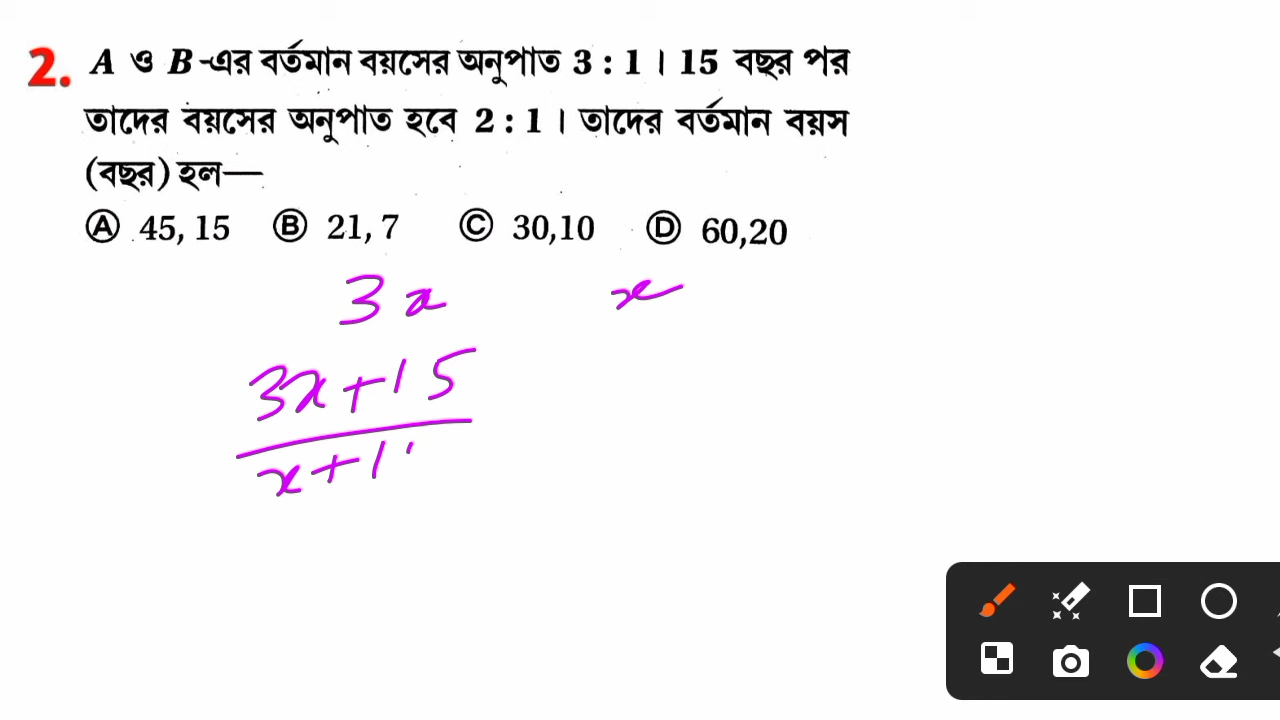 2. A ও B-এর বর্তমান বয়সের অনুপাত 3 : 1 । 15 বছর পর
তাদের বয়সের অনুপাত হবে 2 : 1 । তাদের বর্তমান বয়স
(বছর) হল—
Ⓐ 45, 15 Ⓑ 21, 7 Ⓒ 30,10 Ⓓ 60,20
3x x
3x+15
x+1